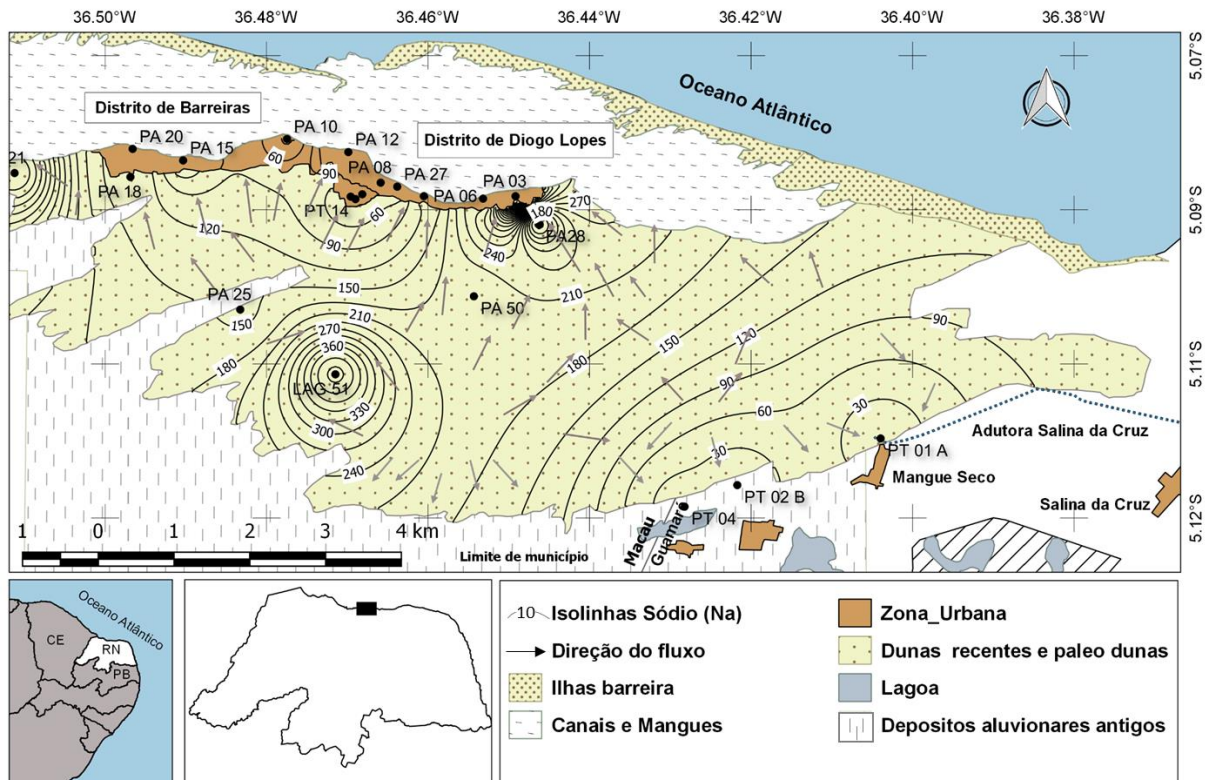 36.50°W 36.48°W 36.46°W 36.44°W 36.42°W 36.40°W 36.38°W
5.07°S
Oceano Atlântico
Distrito de Barreiras
PA 10
PA 20
PA 12
Distrito de Diogo Lopes
PA 15
60
21
90
PA 08
PA 27
PA 18
PA 06
PA 03
270
PT 14
60
180
5.09°S
120
90
PA28
240
150
210
PA 25
PA 50
150
210
270
120
90
360
150
180
180
5.11°S
LAG 51
330
30
60
300
Adutora Salina da Cruz
PT 01 A
30
240
Mangue Seco
PT 02 B
Salina da Cruz
PT 04
5.12°S
1 0 1 2 3 4 km
Limite de município
Macau
Guamaré
Oceano Atlântico
CE
RN
PB
10 Isolinhas Sódio (Na)
Direção do fluxo
Ilhas barreira
Canais e Mangues
Zona_Urbana
Dunas recentes e paleo dunas
Lagoa
Depositos aluvionares antigos